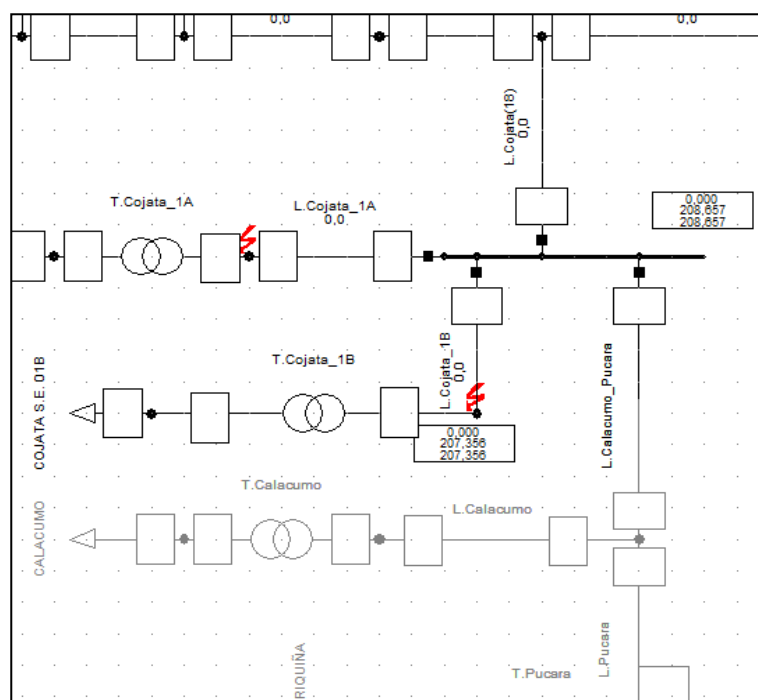 0,0
0,0
L.Cojata(18)
0,0
T.Cojata_1A
L.Cojata_1A
0,0
0,000
208,657
208,657
COJATA S.E. 01B
T.Cojata_1B
L.Cojata_1B
0,0
L.Calacumo_Pucara
0,000
207,356
207,356
CALACUMO
T.Calacumo
L.Calacumo
RIQUIÑA
T.Pucara
L.Pucara